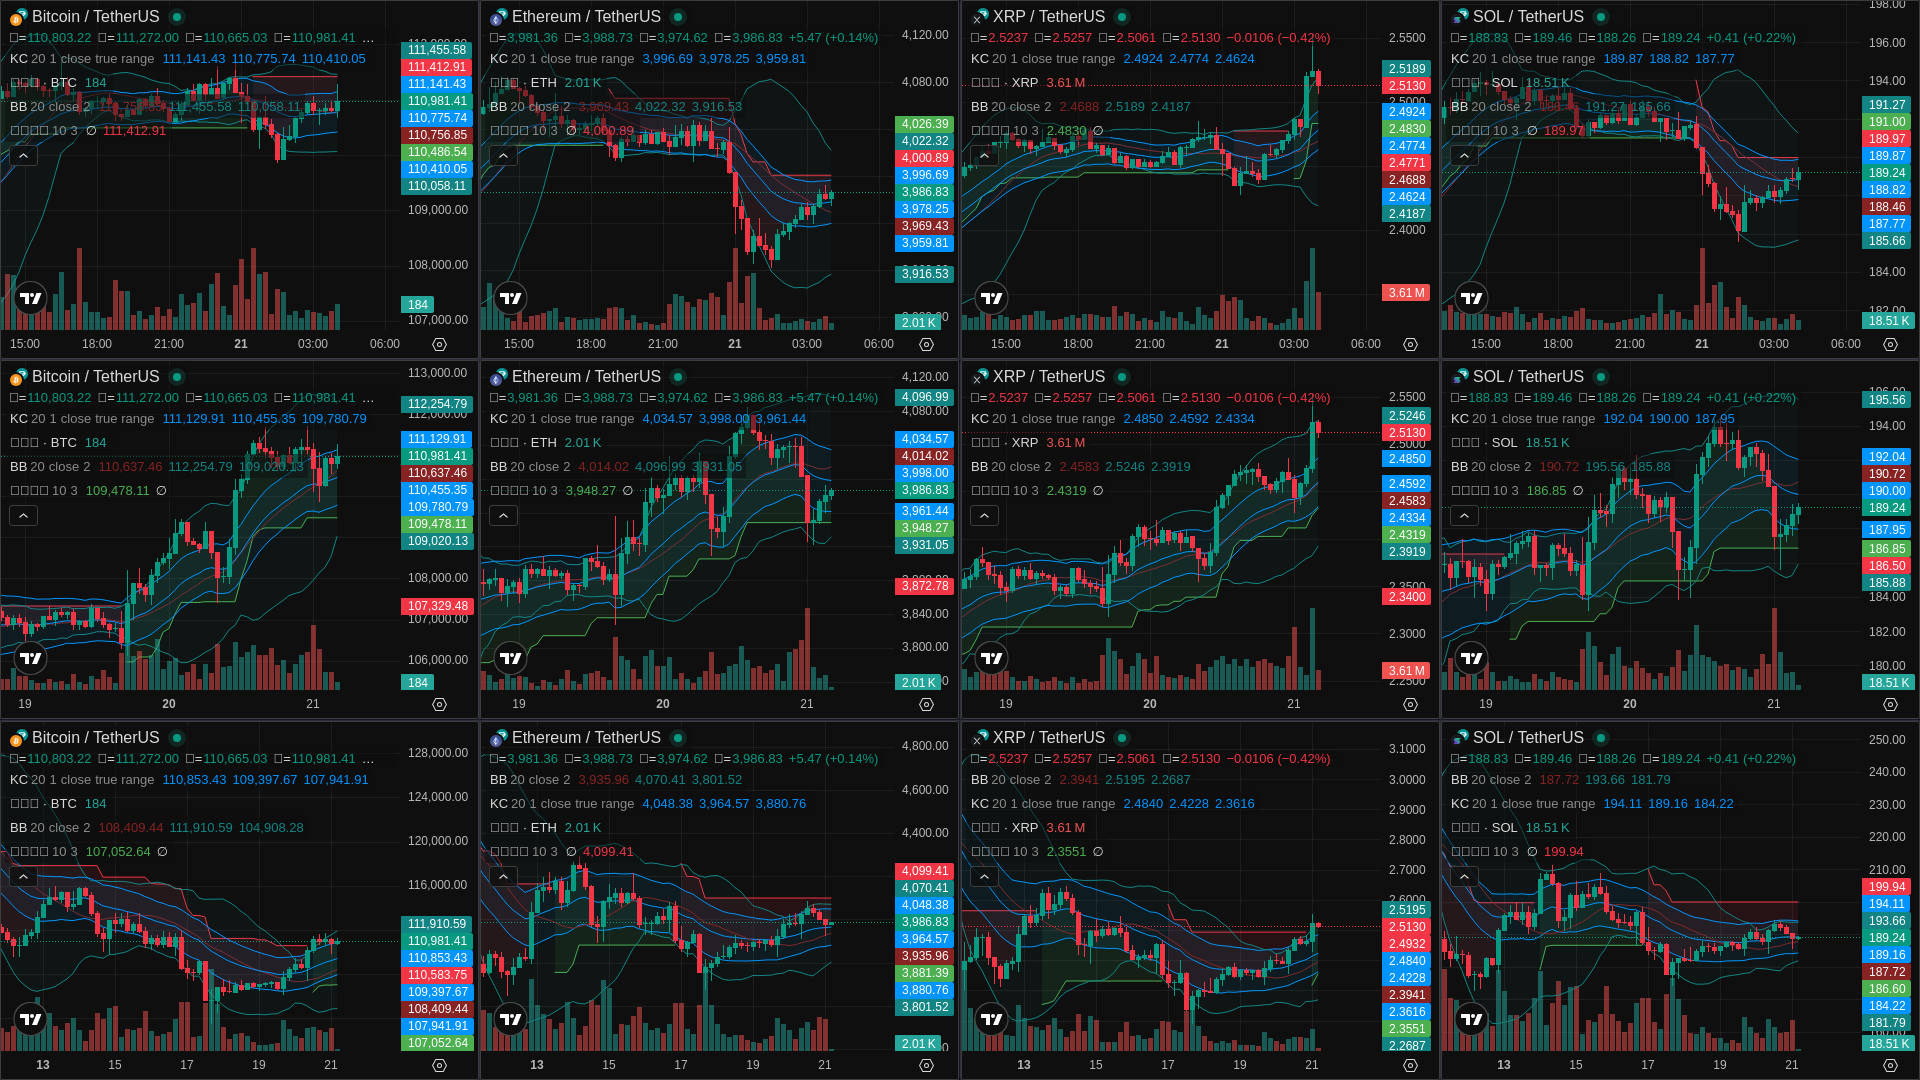 Bitcoin / TetherUS
=110,803.22 =111,272.00 =110,665.03 =110,981.41 ...
KC 20 1 close true range 111,141.43 110,775.74 110,410.05
· BTC 184
BB 20 close 2 111,455.58 110,058.11
10 3 ∅ 111,412.91
111,455.58
111,412.91
111,141.43
110,981.41
110,775.74
110,756.85
110,486.54
110,410.05
110,058.11
109,000.00
108,000.00
184
107,000.00
15:00 18:00 21:00 21 03:00 06:00
Ethereum / TetherUS
=3,981.36 =3,988.73 =3,974.62 =3,986.83 +5.47 (+0.14%)
KC 20 1 close true range 3,996.69 3,978.25 3,959.81
· ETH 2.01 K
BB 20 close 2 3,969.43 4,022.32 3,916.53
10 3 ∅ 4,000.89
4,120.00
4,080.00
4,026.39
4,022.32
4,000.89
3,996.69
3,986.83
3,978.25
3,969.43
3,959.81
3,916.53
2.01 K
15:00 18:00 21:00 21 03:00 06:00
XRP / TetherUS
=2.5237 =2.5257 =2.5061 =2.5130 −0.0106 (−0.42%)
KC 20 1 close true range 2.4924 2.4774 2.4624
· XRP 3.61 M
BB 20 close 2 2.4688 2.5189 2.4187
10 3 2.4830 ∅
2.5500
2.5189
2.5130
2.5000
2.4924
2.4830
2.4774
2.4771
2.4688
2.4624
2.4187
2.4000
3.61 M
15:00 18:00 21:00 21 03:00 06:00
SOL / TetherUS
=188.83 =189.46 =188.26 =189.24 +0.41 (+0.22%)
KC 20 1 close true range 189.87 188.82 187.77
· SOL 18.51 K
BB 20 close 2 188.46 191.27 185.66
10 3 ∅ 189.97
198.00
196.00
194.00
191.27
191.00
189.97
189.87
189.24
188.82
188.46
187.77
185.66
184.00
182.00
18.51 K
15:00 18:00 21:00 21 03:00 06:00
Bitcoin / TetherUS
=110,803.22 =111,272.00 =110,665.03 =110,981.41 ...
KC 20 1 close true range 111,129.91 110,455.35 109,780.79
· BTC 184
BB 20 close 2 110,637.46 112,254.79 109,020.13
10 3 109,478.11 ∅
113,000.00
112,254.79
112,000.00
111,129.91
110,981.41
110,637.46
110,455.35
109,780.79
109,478.11
109,020.13
108,000.00
107,329.48
107,000.00
106,000.00
184
19 20 21
Ethereum / TetherUS
=3,981.36 =3,988.73 =3,974.62 =3,986.83 +5.47 (+0.14%)
KC 20 1 close true range 4,034.57 3,998.00 3,961.44
· ETH 2.01 K
BB 20 close 2 4,014.02 4,096.99 3,931.05
10 3 3,948.27 ∅
4,120.00
4,096.99
4,080.00
4,034.57
4,014.02
3,998.00
3,986.83
3,961.44
3,948.27
3,931.05
3,872.78
3,840.00
3,800.00
2.01 K
19 20 21
XRP / TetherUS
=2.5237 =2.5257 =2.5061 =2.5130 −0.0106 (−0.42%)
KC 20 1 close true range 2.4850 2.4592 2.4334
· XRP 3.61 M
BB 20 close 2 2.4583 2.5246 2.3919
10 3 2.4319 ∅
2.5500
2.5246
2.5130
2.5000
2.4850
2.4592
2.4583
2.4334
2.4319
2.3919
2.3500
2.3400
2.3000
3.61 M
2.2500
19 20 21
SOL / TetherUS
=188.83 =189.46 =188.26 =189.24 +0.41 (+0.22%)
KC 20 1 close true range 192.04 190.00 187.95
· SOL 18.51 K
BB 20 close 2 190.72 195.56 185.88
10 3 186.85 ∅
196.00
195.56
194.00
192.04
190.72
190.00
189.24
187.95
186.85
186.50
185.88
184.00
182.00
180.00
18.51 K
19 20 21
Bitcoin / TetherUS
=110,803.22 =111,272.00 =110,665.03 =110,981.41 ...
KC 20 1 close true range 110,853.43 109,397.67 107,941.91
· BTC 184
BB 20 close 2 108,409.44 111,910.59 104,908.28
10 3 107,052.64 ∅
128,000.00
124,000.00
120,000.00
116,000.00
111,910.59
110,981.41
110,853.43
110,583.75
109,397.67
108,409.44
107,941.91
107,052.64
13 15 17 19 21
Ethereum / TetherUS
=3,981.36 =3,988.73 =3,974.62 =3,986.83 +5.47 (+0.14%)
BB 20 close 2 3,935.96 4,070.41 3,801.52
KC 20 1 close true range 4,048.38 3,964.57 3,880.76
· ETH 2.01 K
10 3 ∅ 4,099.41
4,800.00
4,600.00
4,400.00
4,099.41
4,070.41
4,048.38
3,986.83
3,964.57
3,935.96
3,881.39
3,880.76
3,801.52
2.01 K
13 15 17 19 21
XRP / TetherUS
=2.5237 =2.5257 =2.5061 =2.5130 −0.0106 (−0.42%)
BB 20 close 2 2.3941 2.5195 2.2687
KC 20 1 close true range 2.4840 2.4228 2.3616
· XRP 3.61 M
10 3 2.3551 ∅
3.1000
3.0000
2.9000
2.8000
2.7000
2.6000
2.5195
2.5130
2.4932
2.4840
2.4228
2.3941
2.3616
2.3551
2.2687
13 15 17 19 21
SOL / TetherUS
=188.83 =189.46 =188.26 =189.24 +0.41 (+0.22%)
BB 20 close 2 187.72 193.66 181.79
KC 20 1 close true range 194.11 189.16 184.22
· SOL 18.51 K
10 3 ∅ 199.94
250.00
240.00
230.00
220.00
210.00
199.94
194.11
193.66
189.24
189.16
187.72
186.60
184.22
181.79
18.51 K
13 15 17 19 21